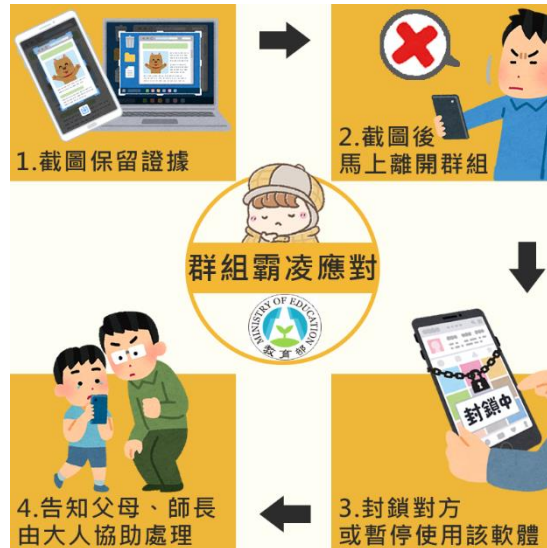 1.截圖保留證據
2.截圖後
馬上離開群組
群組霸凌應對
MINISTRY OF EDUCATION
教育部
封鎖中
3.封鎖對方
或暫停使用該軟體
4.告知父母、師長
由大人協助處理